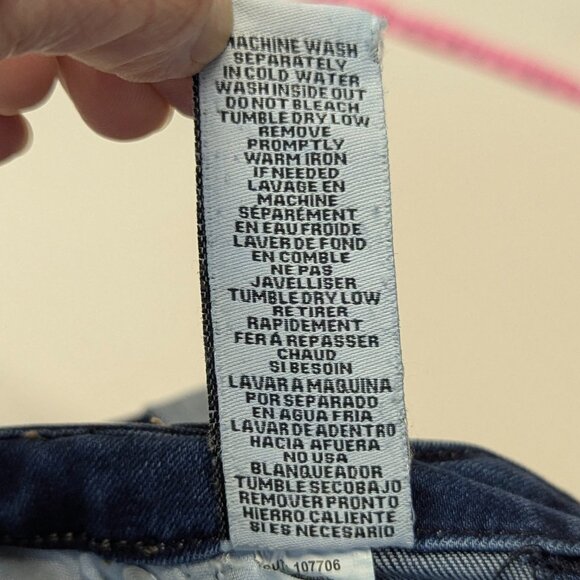 MACHINE WASH
SEPARATELY
IN COLD WATER
WASH INSIDE OUT
DO NOT BLEACH
TUMBLE DRY LOW
REMOVE
PROMPTLY
WARM IRON
IF NEEDED
LAVAGE EN
MACHINE
SÉPARÉMENT
EN EAU FROIDE
LAVER DE FOND
EN COMBLE
NE PAS
JAVELLISER
TUMBLE DRY LOW
RETIRER
RAPIDEMENT
FER À REPASSER
CHAUD
SI BESOIN
LAVAR A MAQUINA
POR SEPARADO
EN AGUA FRIA
LAVAR DE ADENTRO
HACIA AFUERA
NO USA
BLANQUEADOR
TUMBLE SECO BAJO
REMOVER PRONTO
HIERRO CALIENTE
SI ES NECESARIO
107706